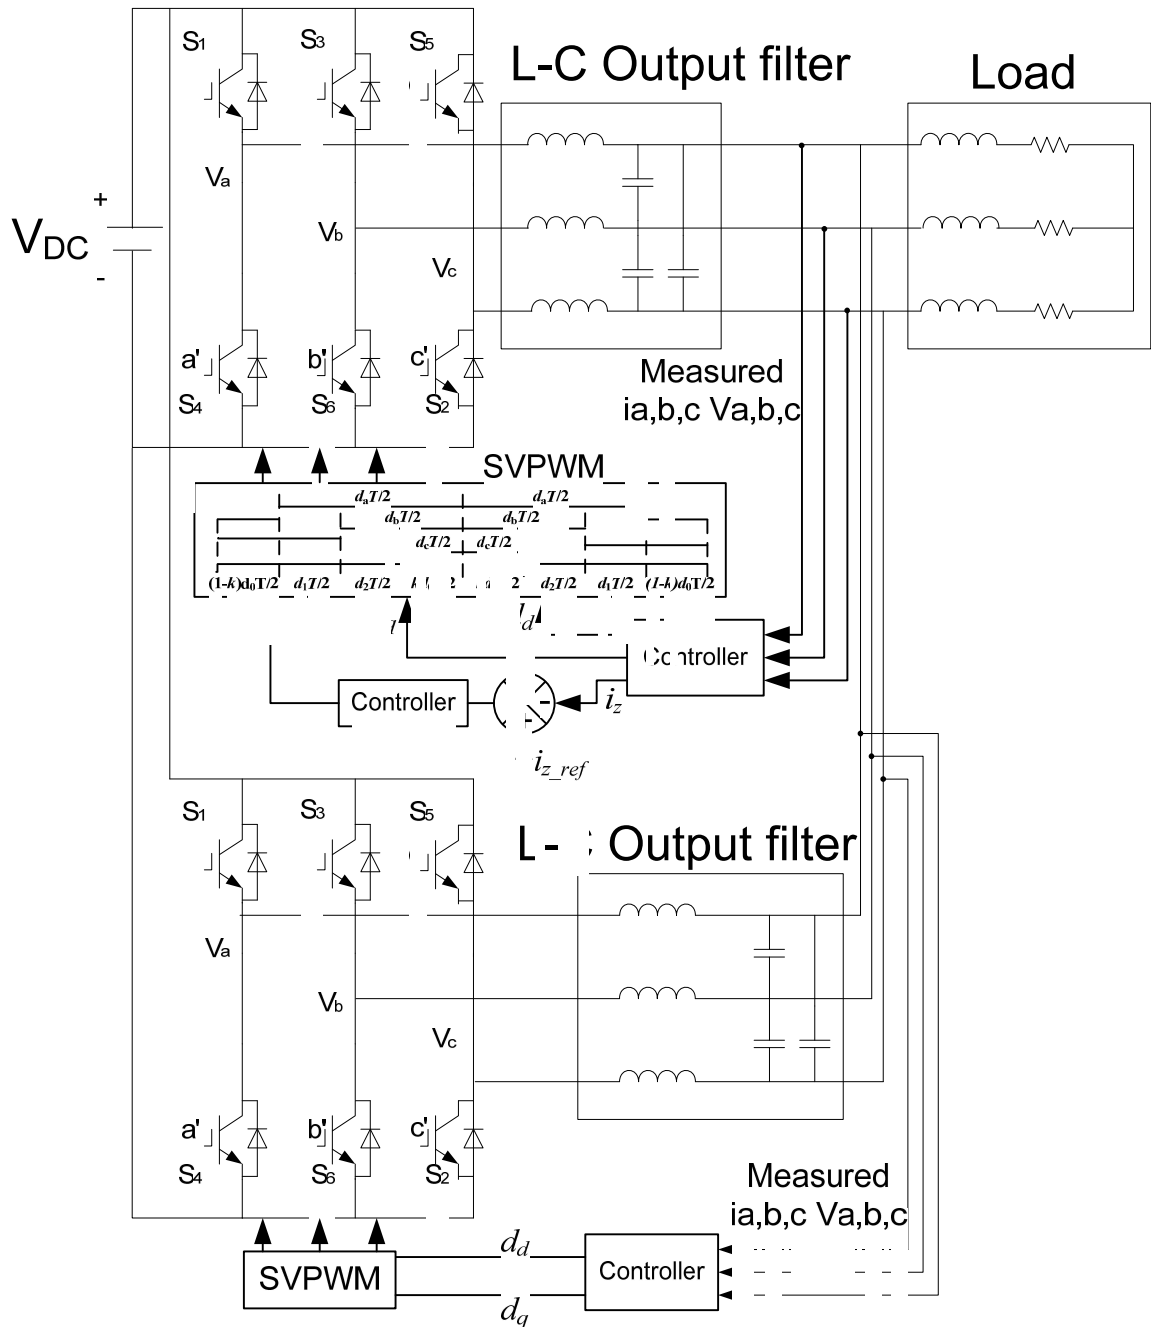 S1
S3
S5
L-C Output filter
Load
Va
+
VDC
-
Vb
Vc
a'
b'
c'
S4
S6
S2
Measured
ia,b,c Va,b,c
SVPWM
daT/2 daT/2
dbT/2 dbT/2
dcT/2 dcT/2
(1-k)d0T/2 d1T/2 d2T/2 d2T/2 d1T/2 (1-k)d0T/2
Controller
Controller
iz
iz_ref
S1
S3
S5
Output filter
Va
Vb
Vc
a'
b'
c'
S4
S6
S2
Measured
ia,b,c Va,b,c
dd
SVPWM
Controller
dq